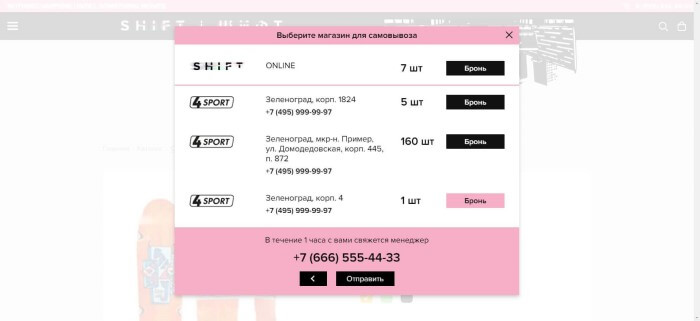 Выберите магазин для самовывоза
SHIFT
ONLINE
7 шт
Бронь
4SPORT
Зеленоград, корп. 1824
+7 (495) 999-99-97
5 шт
Бронь
4SPORT
Зеленоград, мкр-н. Пример,
ул. Домодедовская, корп. 445,
п. 872
+7 (495) 999-99-97
160 шт
Бронь
4SPORT
Зеленоград, корп. 4
+7 (495) 999-99-97
1 шт
Бронь
В течение 1 часа с вами свяжется менеджер
+7 (666) 555-44-33
Отправить